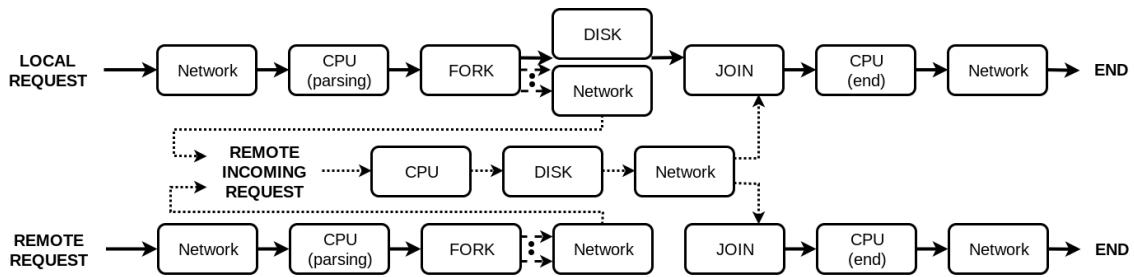 LOCAL
REQUEST
Network
CPU
(parsing)
FORK
DISK
Network
JOIN
CPU
(end)
Network
END
REMOTE
INCOMING
REQUEST
CPU
DISK
Network
REMOTE
REQUEST
Network
CPU
(parsing)
FORK
Network
JOIN
CPU
(end)
Network
END